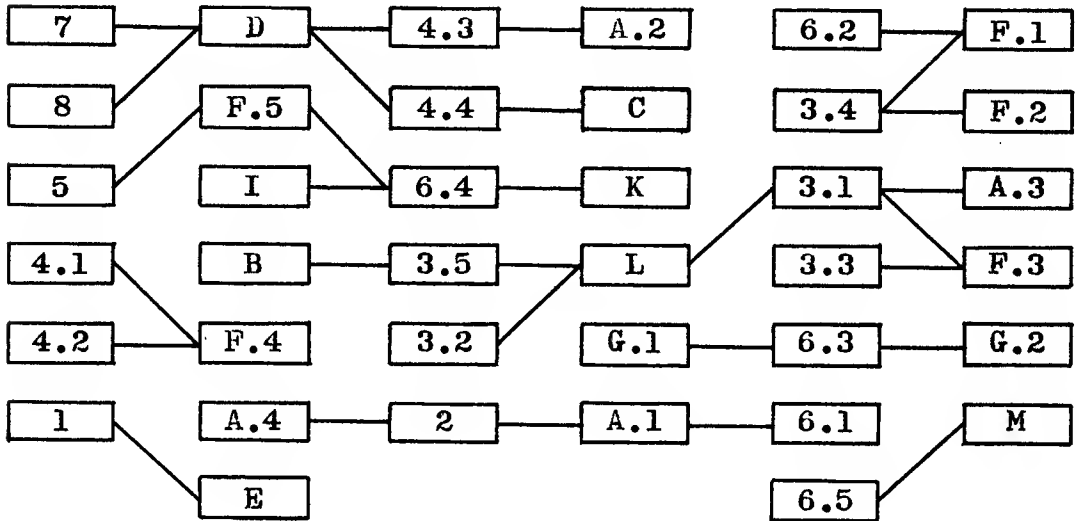 7 D 4.3 A.2 6.2 F.1
8 F.5 4.4 C 3.4 F.2
5 I 6.4 K 3.1 A.3
4.1 B 3.5 L 3.3 F.3
4.2 F.4 3.2 G.1 6.3 G.2
1 A.4 2 A.1 6.1 M
E 6.5